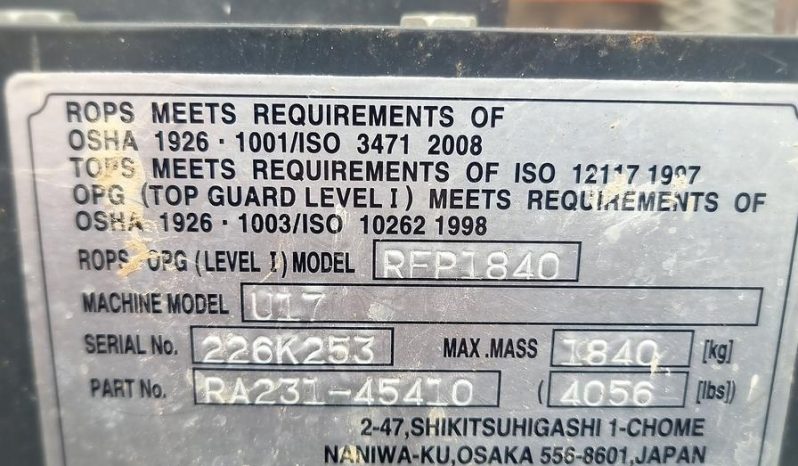 ROPS MEETS REQUIREMENTS OF
OSHA 1926・1001/ISO 3471 2008
TOPS MEETS REQUIREMENTS OF ISO 12117 1997
OPG (TOP GUARD LEVEL I) MEETS REQUIREMENTS OF
OSHA 1926・1003/ISO 10262 1998
ROPS OPG (LEVEL I) MODEL RFP1840
MACHINE MODEL U17
SERIAL No. 226K253 MAX.MASS 1840 [kg]
PART No. RA231-45410 (4056 [lbs])
2-47,SHIKITSUHIGASHI 1-CHOME
NANIWA-KU,OSAKA 556-8601,JAPAN